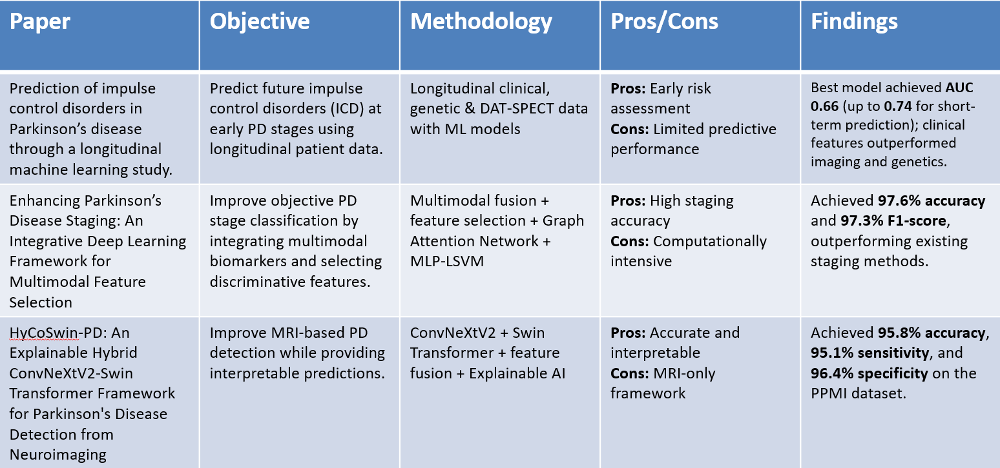 Paper
Objective
Methodology
Pros/Cons
Findings
Prediction of impulse
control disorders in
Parkinson’s disease
through a longitudinal
machine learning study.
Predict future impulse
control disorders (ICD) at
early PD stages using
longitudinal patient data.
Longitudinal clinical,
genetic & DAT-SPECT data
with ML models
Pros: Early risk
assessment
Cons: Limited predictive
performance
Best model achieved AUC
0.66 (up to 0.74 for short-
term prediction); clinical
features outperformed
imaging and genetics.
Enhancing Parkinson’s
Disease Staging: An
Integrative Deep Learning
Framework for
Multimodal Feature
Selection
Improve objective PD
stage classification by
integrating multimodal
biomarkers and selecting
discriminative features.
Multimodal fusion +
feature selection + Graph
Attention Network +
MLP-LSVM
Pros: High staging
accuracy
Cons: Computationally
intensive
Achieved 97.6% accuracy
and 97.3% F1-score,
outperforming existing
staging methods.
HyCoSwin-PD: An
Explainable Hybrid
ConvNeXtV2-Swin
Transformer Framework
for Parkinson's Disease
Detection from
Neuroimaging
Improve MRI-based PD
detection while providing
interpretable predictions.
ConvNeXtV2 + Swin
Transformer + feature
fusion + Explainable AI
Pros: Accurate and
interpretable
Cons: MRI-only
framework
Achieved 95.8% accuracy,
95.1% sensitivity, and
96.4% specificity on the
PPMI dataset.